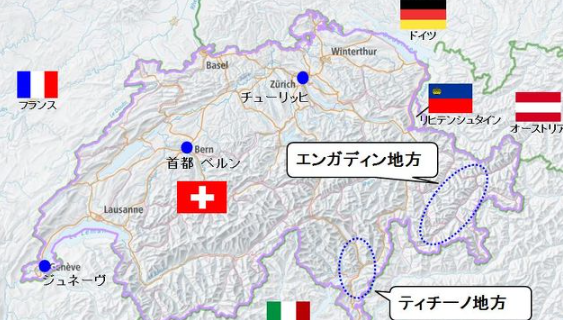 ドイツ
Basel
Winterthur
フランス
Zürich
チューリッヒ
リヒテンシュタイン
オーストリア
Bern
首都 ベルン
エンガディン地方
Lausanne
Genève
ジュネーヴ
ティチーノ地方